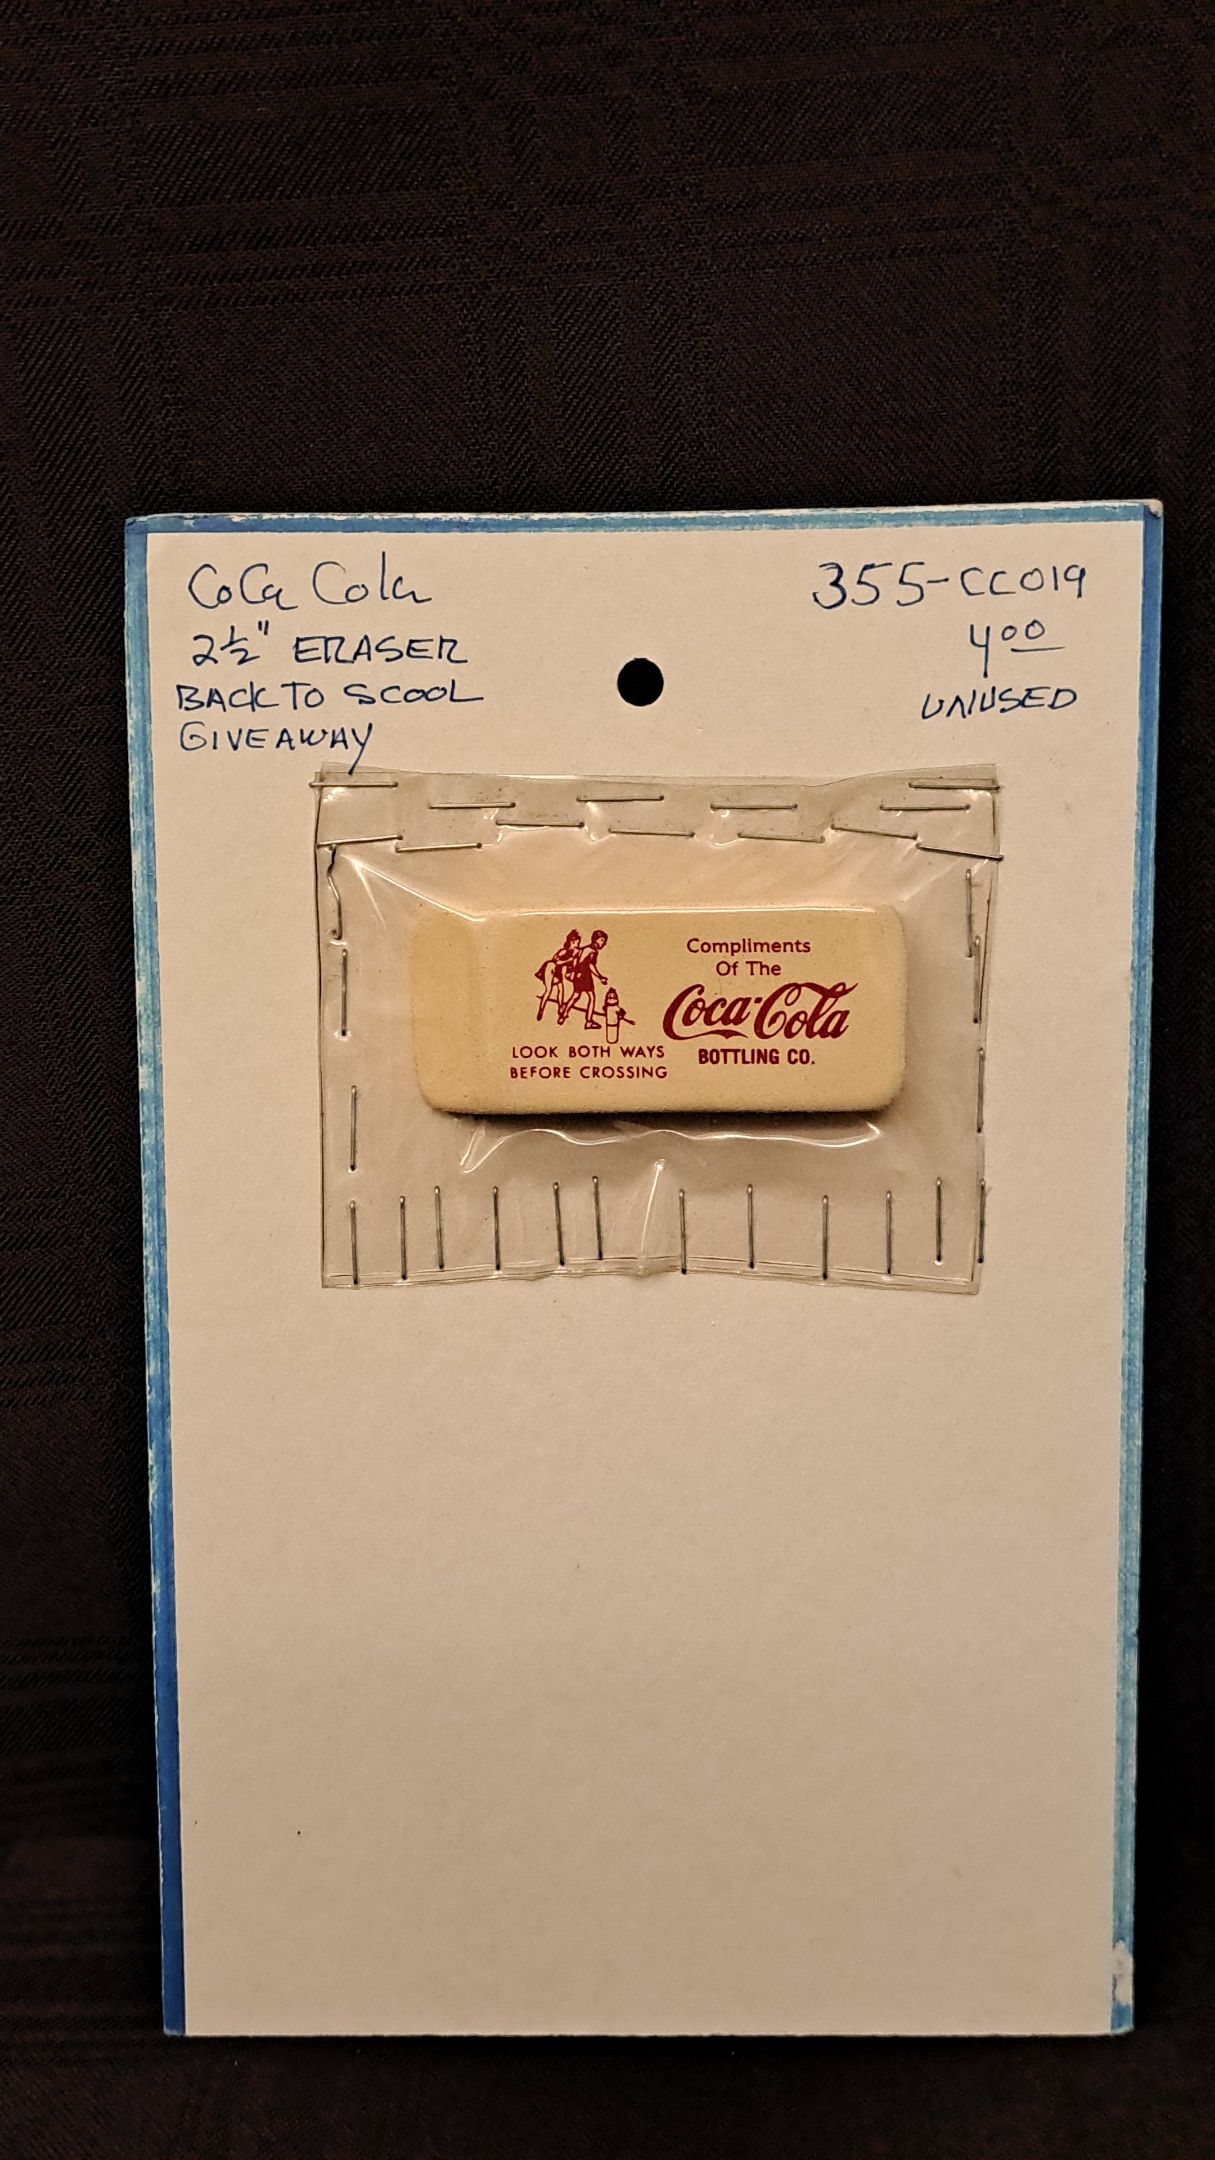 CoCa Cola
2½" ERASER
BACK TO SCOOL
GIVEAWAY
355-CC019
4⁰⁰
UNUSED
LOOK BOTH WAYS
BEFORE CROSSING
Compliments
Of The
Coca-Cola
BOTTLING CO.